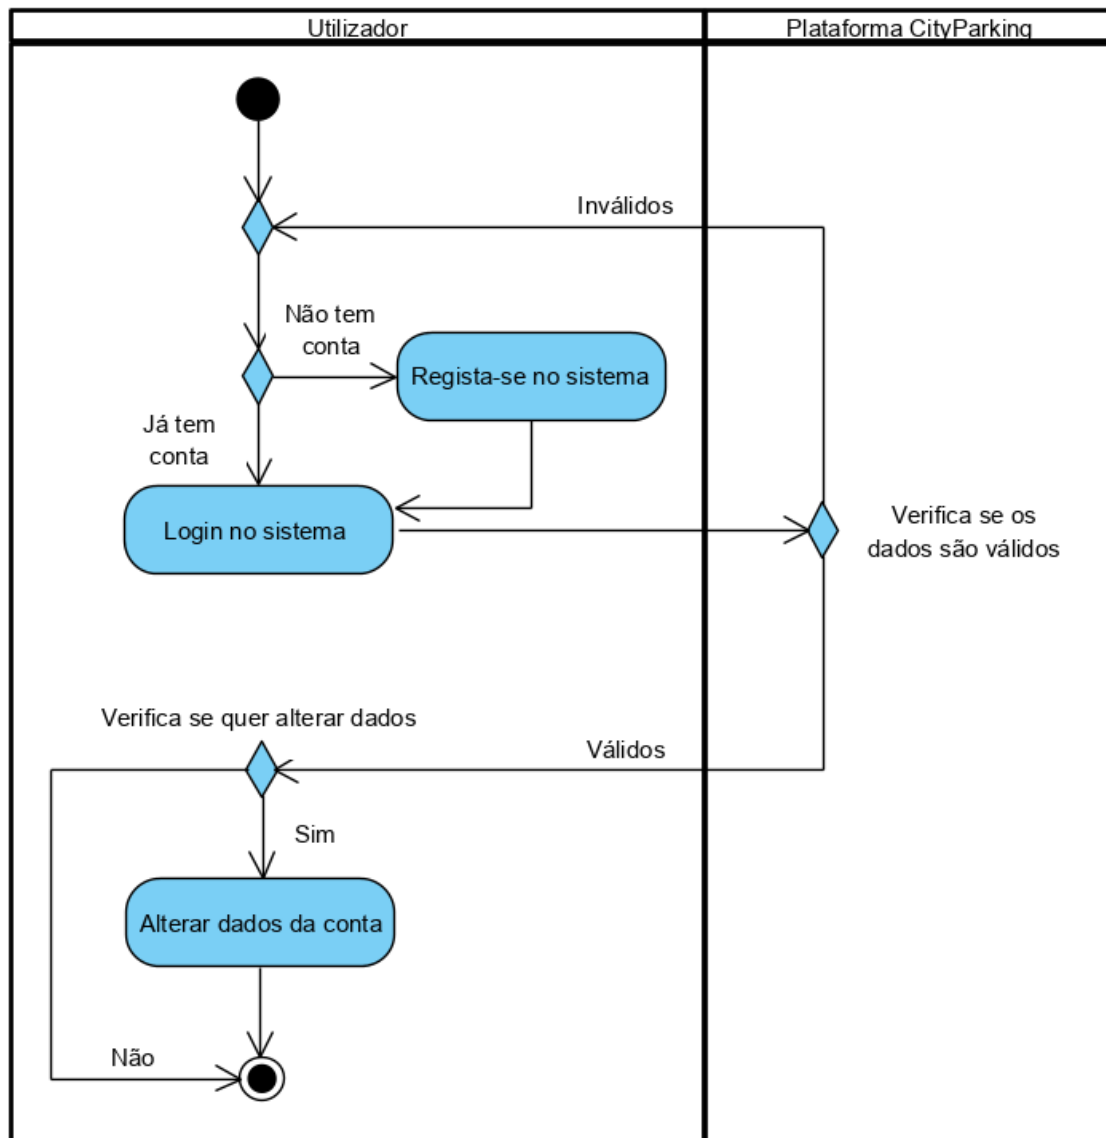 Utilizador
Plataforma CityParking
Inválidos
Não tem
conta
Regista-se no sistema
Já tem
conta
Login no sistema
Verifica se os
dados são válidos
Verifica se quer alterar dados
Válidos
Sim
Alterar dados da conta
Não